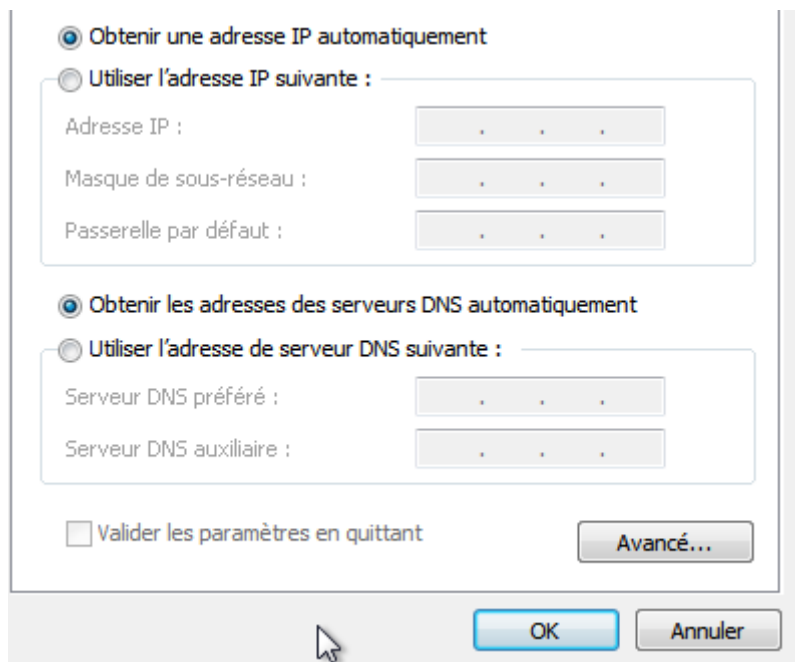 Obtenir une adresse IP automatiquement
Utiliser l'adresse IP suivante :
Adresse IP : . . .
Masque de sous-réseau : . . .
Passerelle par défaut : . . .
Obtenir les adresses des serveurs DNS automatiquement
Utiliser l'adresse de serveur DNS suivante :
Serveur DNS préféré : . . .
Serveur DNS auxiliaire : . . .
Valider les paramètres en quittant
Avancé...
OK Annuler